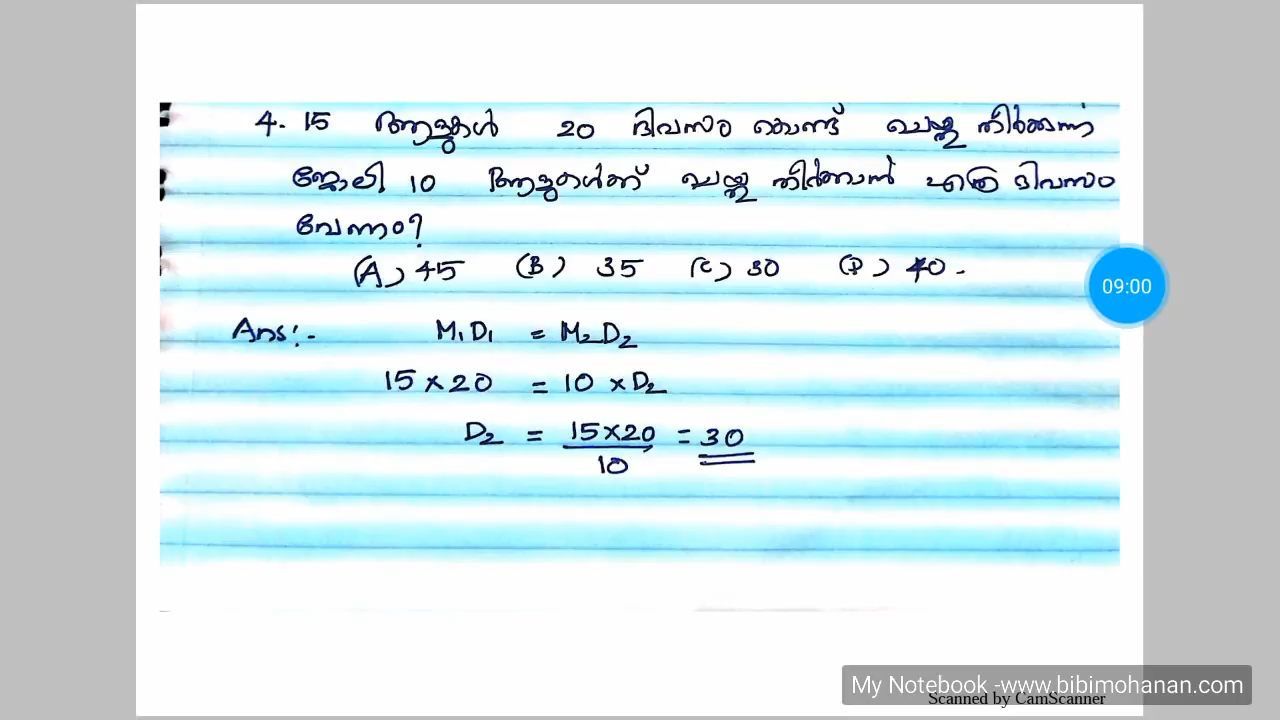 4. 15 ആളുകൾ 20 ദിവസം കൊണ്ട് ചെയ്തു തീർക്കുന്ന
ജോലി 10 ആളുകൾക്ക് ചെയ്തു തീർക്കാൻ എത്ര ദിവസം
വേണം?
(A) 45 (B) 35 (C) 30 (D) 40.
Ans:- M₁D₁ = M₂D₂
15 × 20 = 10 × D₂
D₂ = 15×20/10 = 30
09:00
My Notebook -www.bibimohanan.com
Scanned by CamScanner